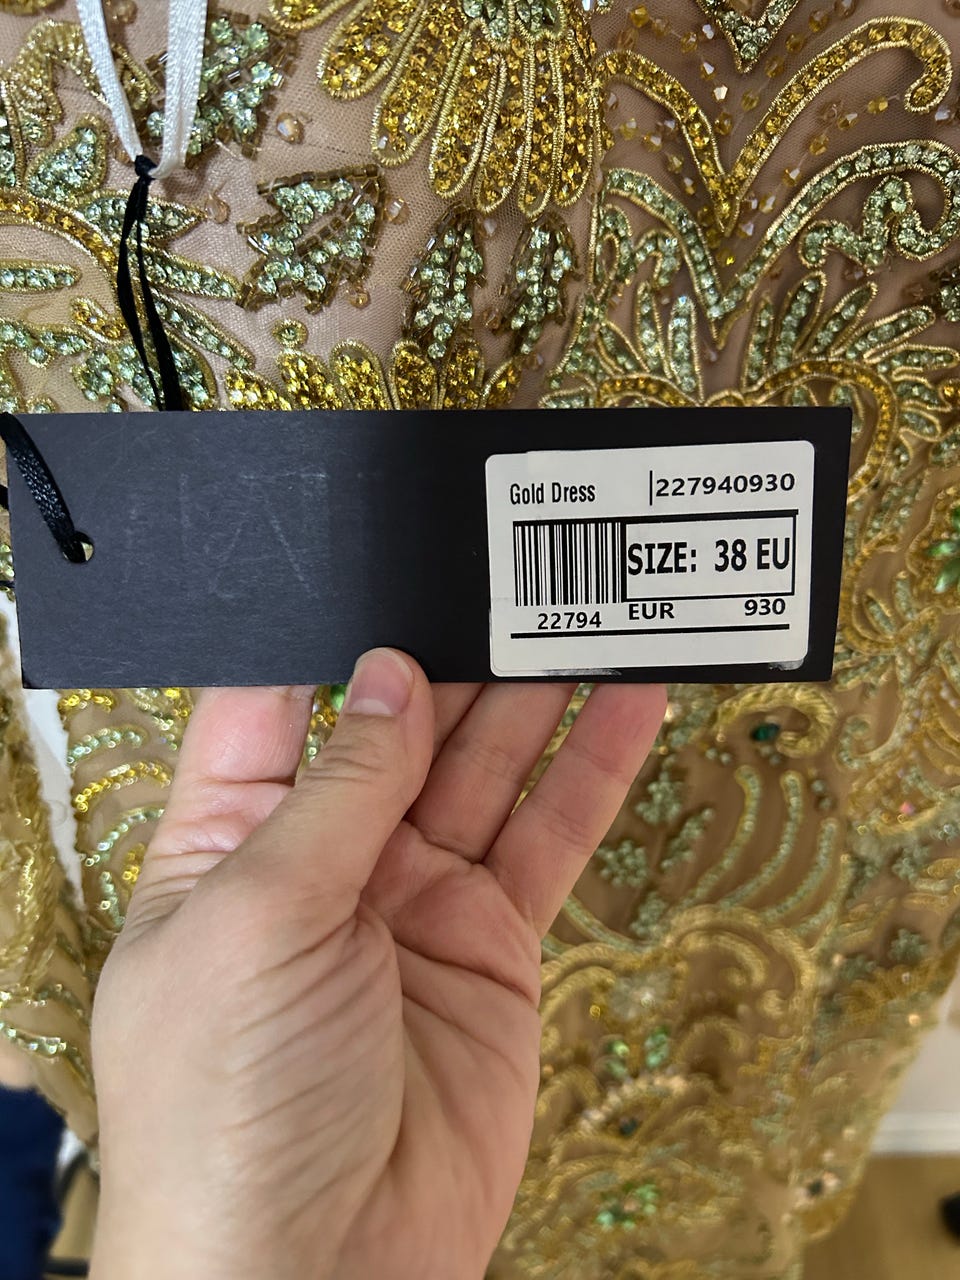 Gold Dress 227940930
SIZE: 38 EU
22794 EUR 930